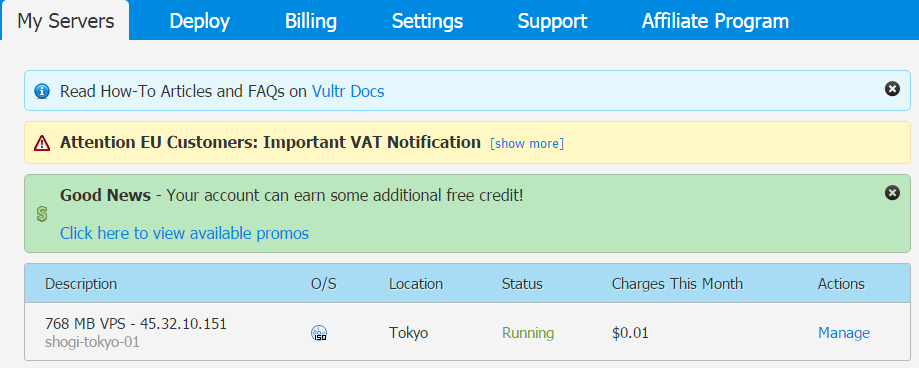 My Servers Deploy Billing Settings Support Affiliate Program
Read How-To Articles and FAQs on Vultr Docs
Attention EU Customers: Important VAT Notification [show more]
$
Good News - Your account can earn some additional free credit!
Click here to view available promos
Description O/S Location Status Charges This Month Actions
768 MB VPS - 45.32.10.151
shogi-tokyo-01
ISO Tokyo Running $0.01 Manage